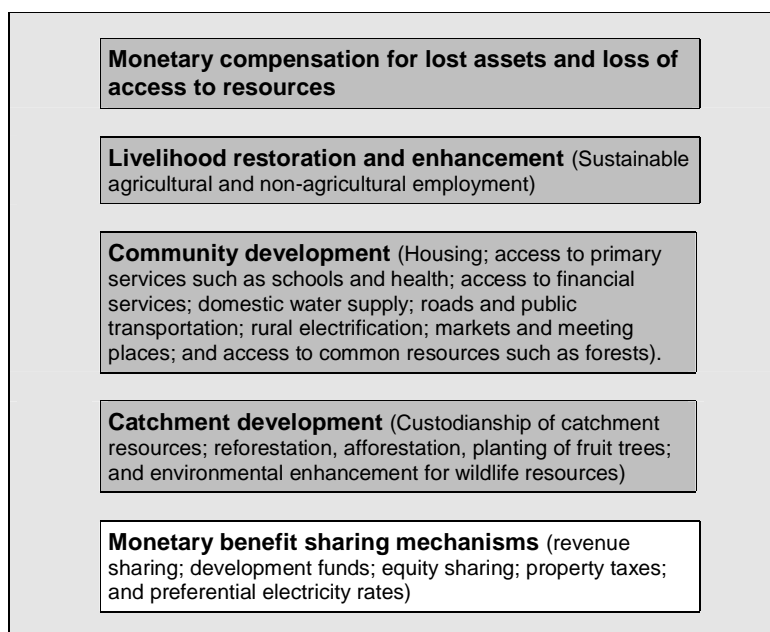 Monetary compensation for lost assets and loss of
access to resources
Livelihood restoration and enhancement (Sustainable
agricultural and non-agricultural employment)
Community development (Housing; access to primary
services such as schools and health; access to financial
services; domestic water supply; roads and public
transportation; rural electrification; markets and meeting
places; and access to common resources such as forests).
Catchment development (Custodianship of catchment
resources; reforestation, afforestation, planting of fruit trees;
and environmental enhancement for wildlife resources)
Monetary benefit sharing mechanisms (revenue
sharing; development funds; equity sharing; property taxes;
and preferential electricity rates)